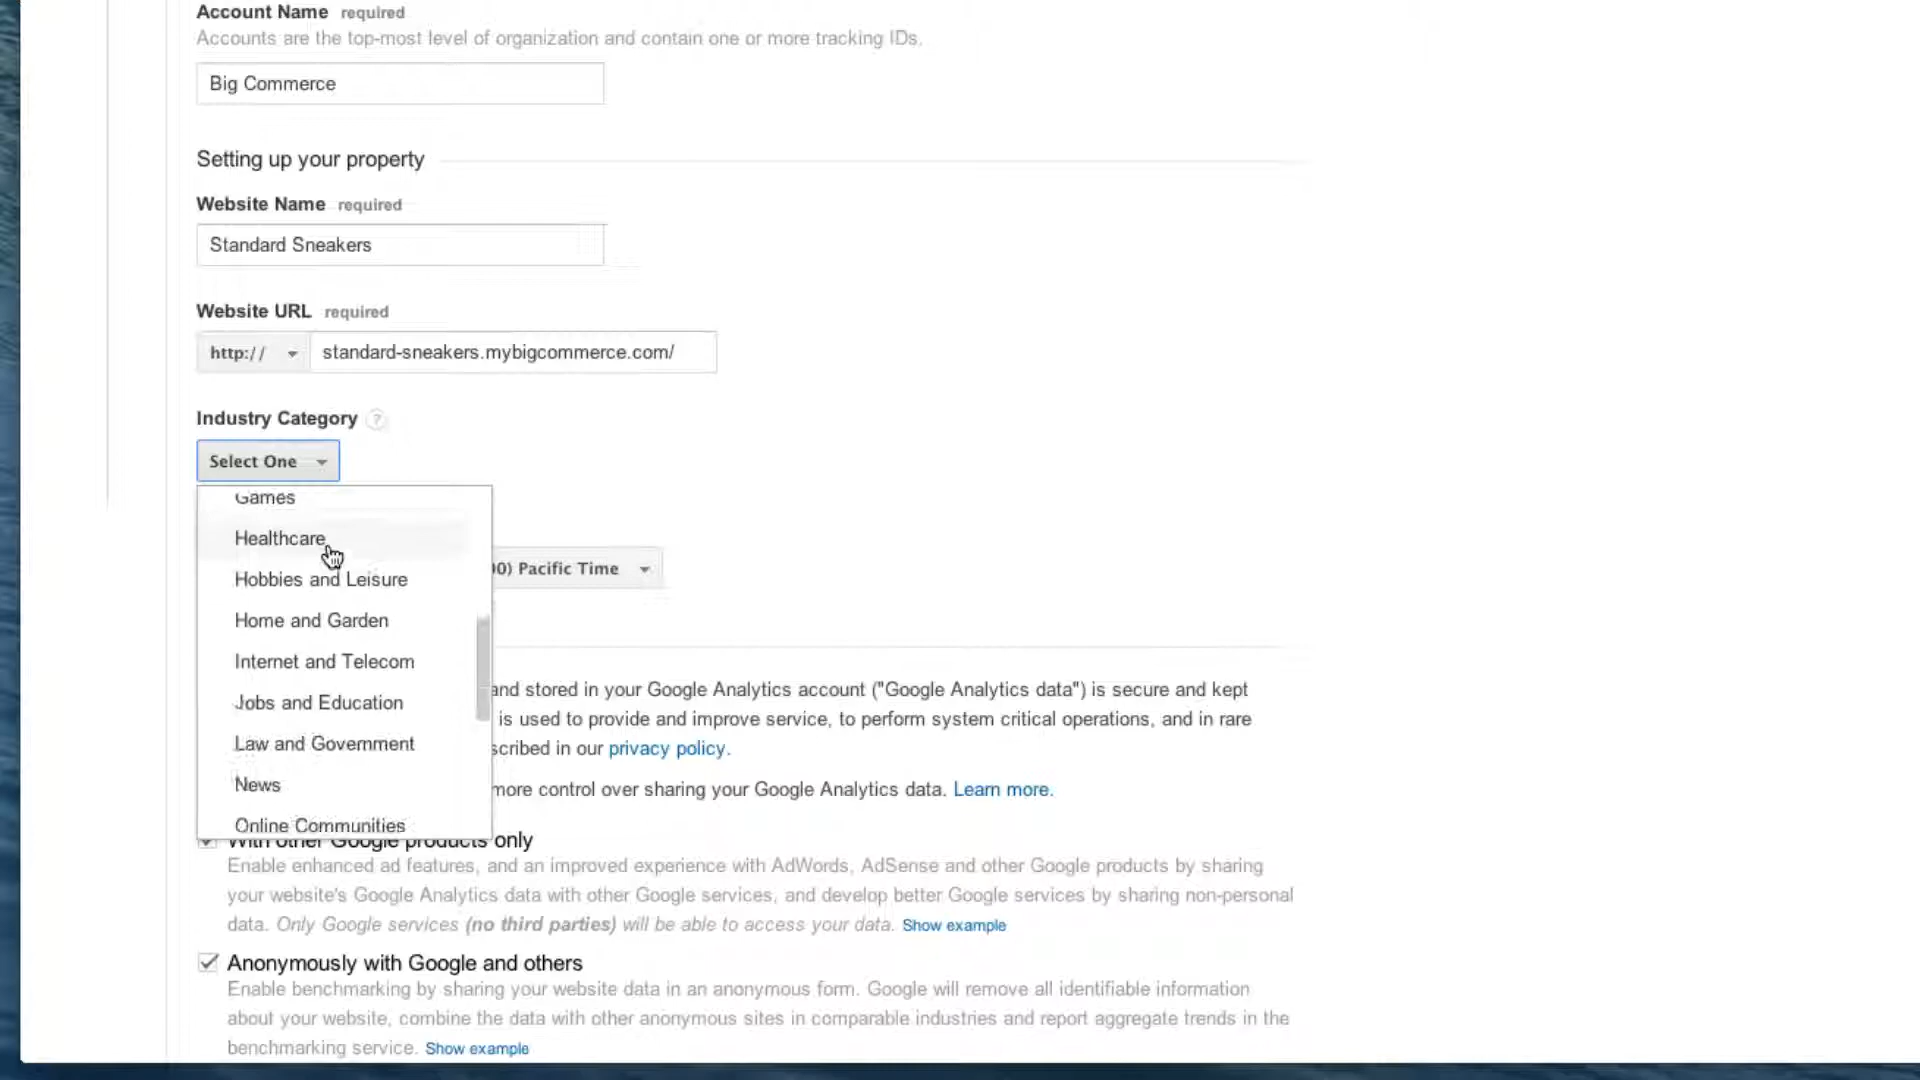 Account Name required
Accounts are the top-most level of organization and contain one or more tracking IDs.
Big Commerce
Setting up your property
Website Name required
Standard Sneakers
Website URL required
http:// standard-sneakers.mybigcommerce.com/
Industry Category ?
Select One
Games
Healthcare
Hobbies and Leisure
00) Pacific Time
Home and Garden
Internet and Telecom
and stored in your Google Analytics account ("Google Analytics data") is secure and kept
Jobs and Education
is used to provide and improve service, to perform system critical operations, and in rare
Law and Government
scribed in our privacy policy.
News
more control over sharing your Google Analytics data. Learn more.
Online Communities
With other Google products only
Enable enhanced ad features, and an improved experience with AdWords, AdSense and other Google products by sharing
your website's Google Analytics data with other Google services, and develop better Google services by sharing non-personal
data. Only Google services (no third parties) will be able to access your data. Show example
Anonymously with Google and others
Enable benchmarking by sharing your website data in an anonymous form. Google will remove all identifiable information
about your website, combine the data with other anonymous sites in comparable industries and report aggregate trends in the
benchmarking service. Show example